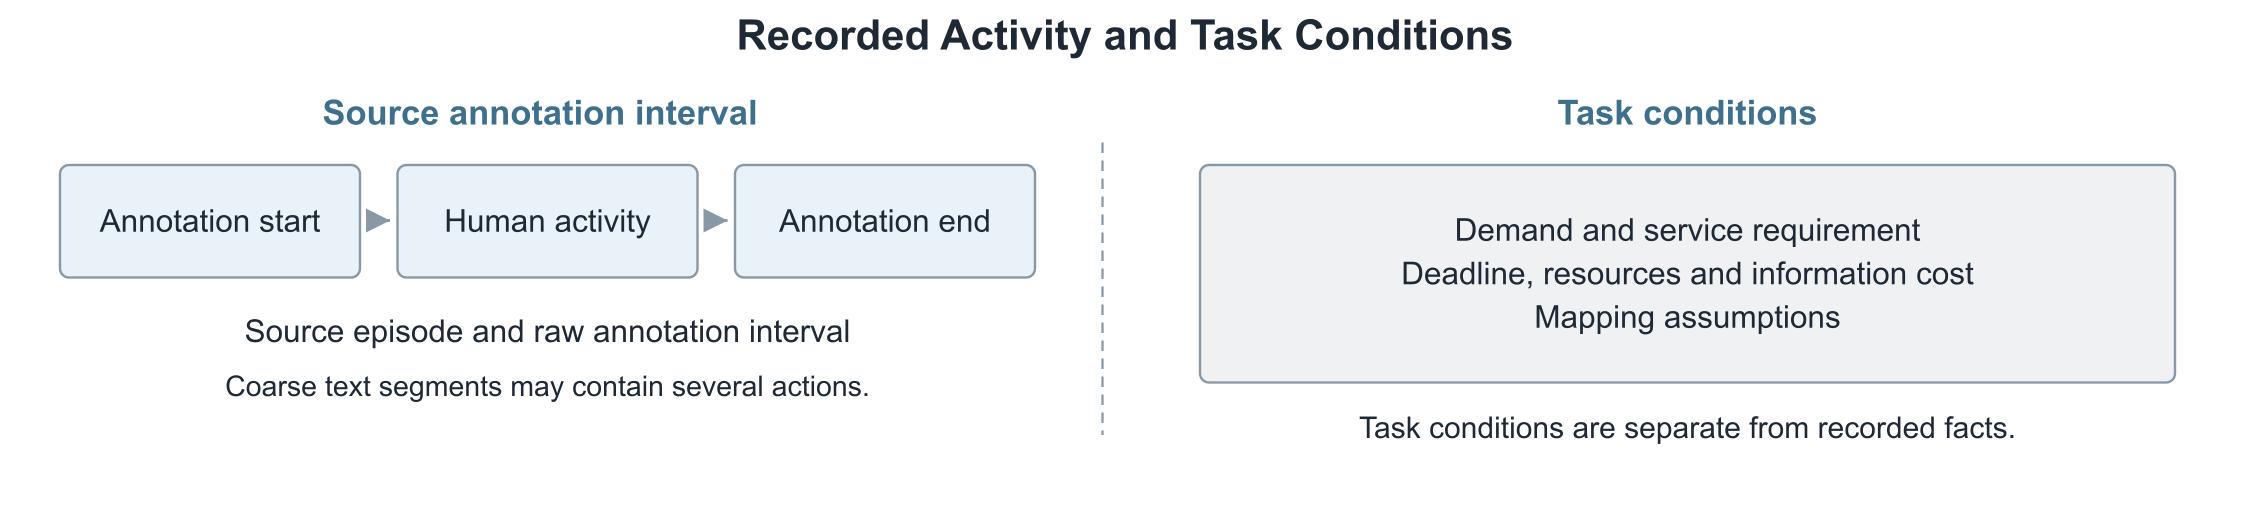 Recorded Activity and Task Conditions
Source annotation interval
Annotation start
Human activity
Annotation end
Source episode and raw annotation interval
Coarse text segments may contain several actions.
Task conditions
Demand and service requirement
Deadline, resources and information cost
Mapping assumptions
Task conditions are separate from recorded facts.